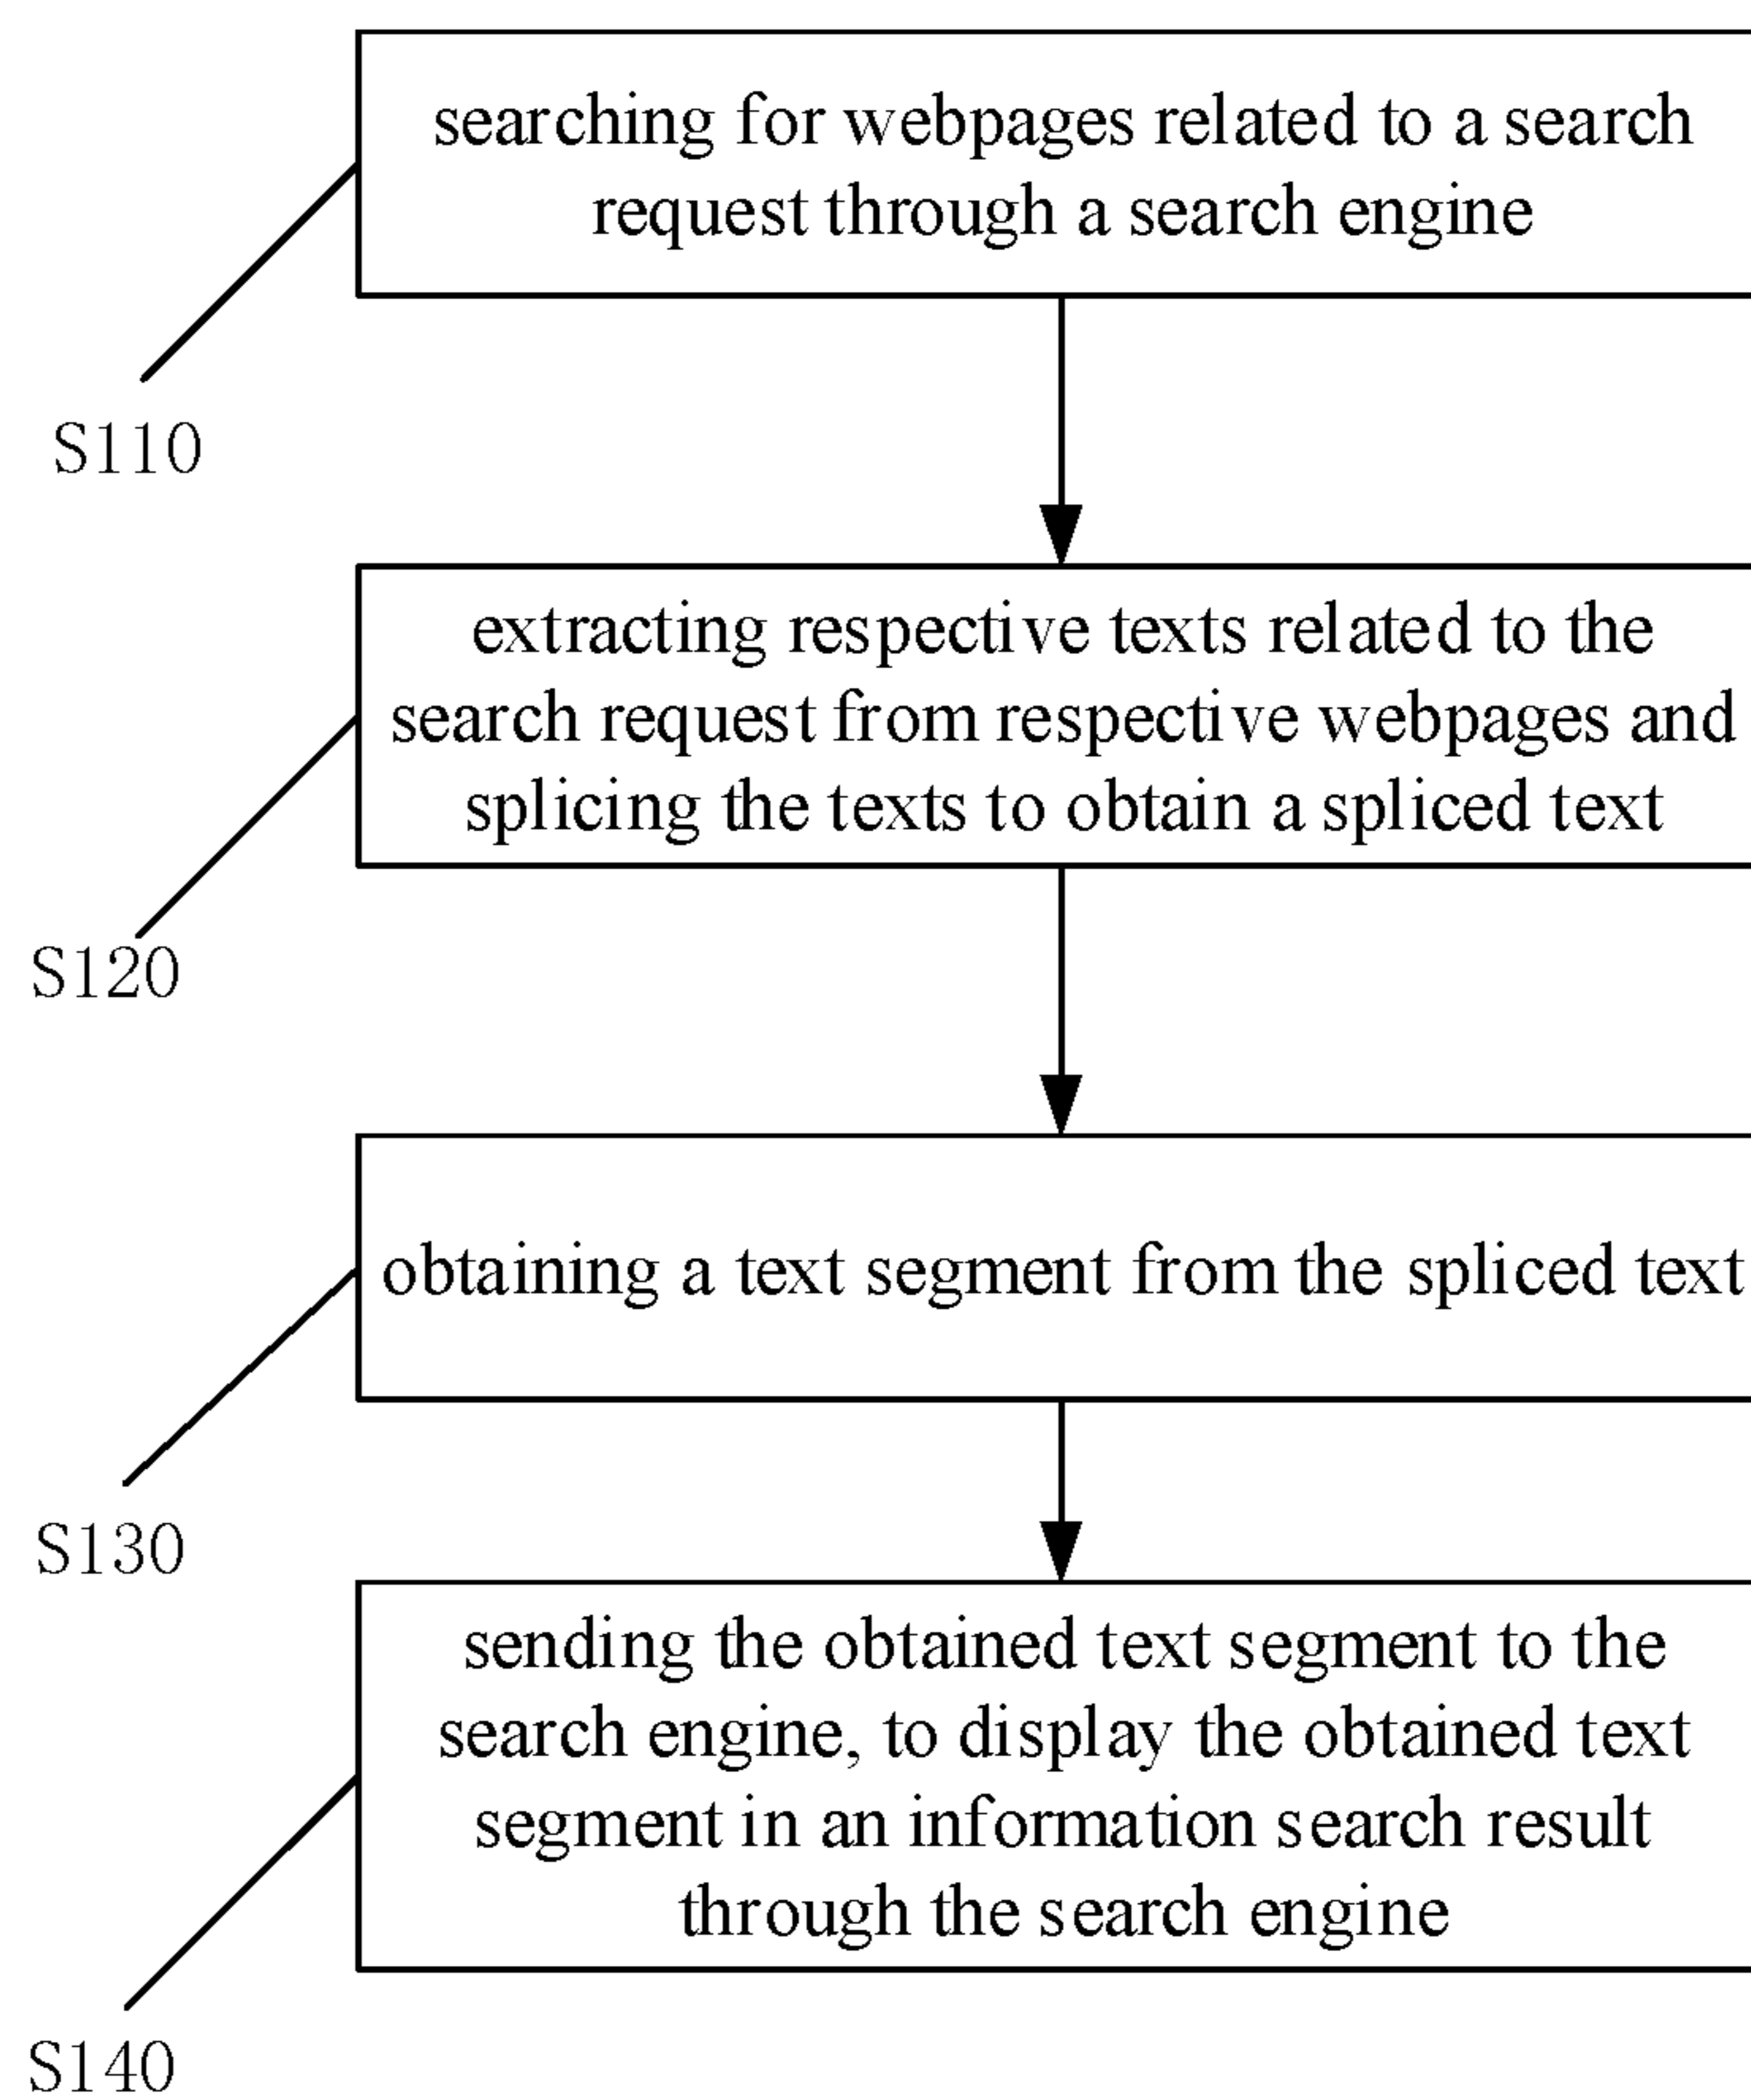 searching for webpages related to a search
request through a search engine
S110
extracting respective texts related to the
search request from respective webpages and
splicing the texts to obtain a spliced text
S120
obtaining a text segment from the spliced text
S130
sending the obtained text segment to the
search engine, to display the obtained text
segment in an information search result
through the search engine
S140